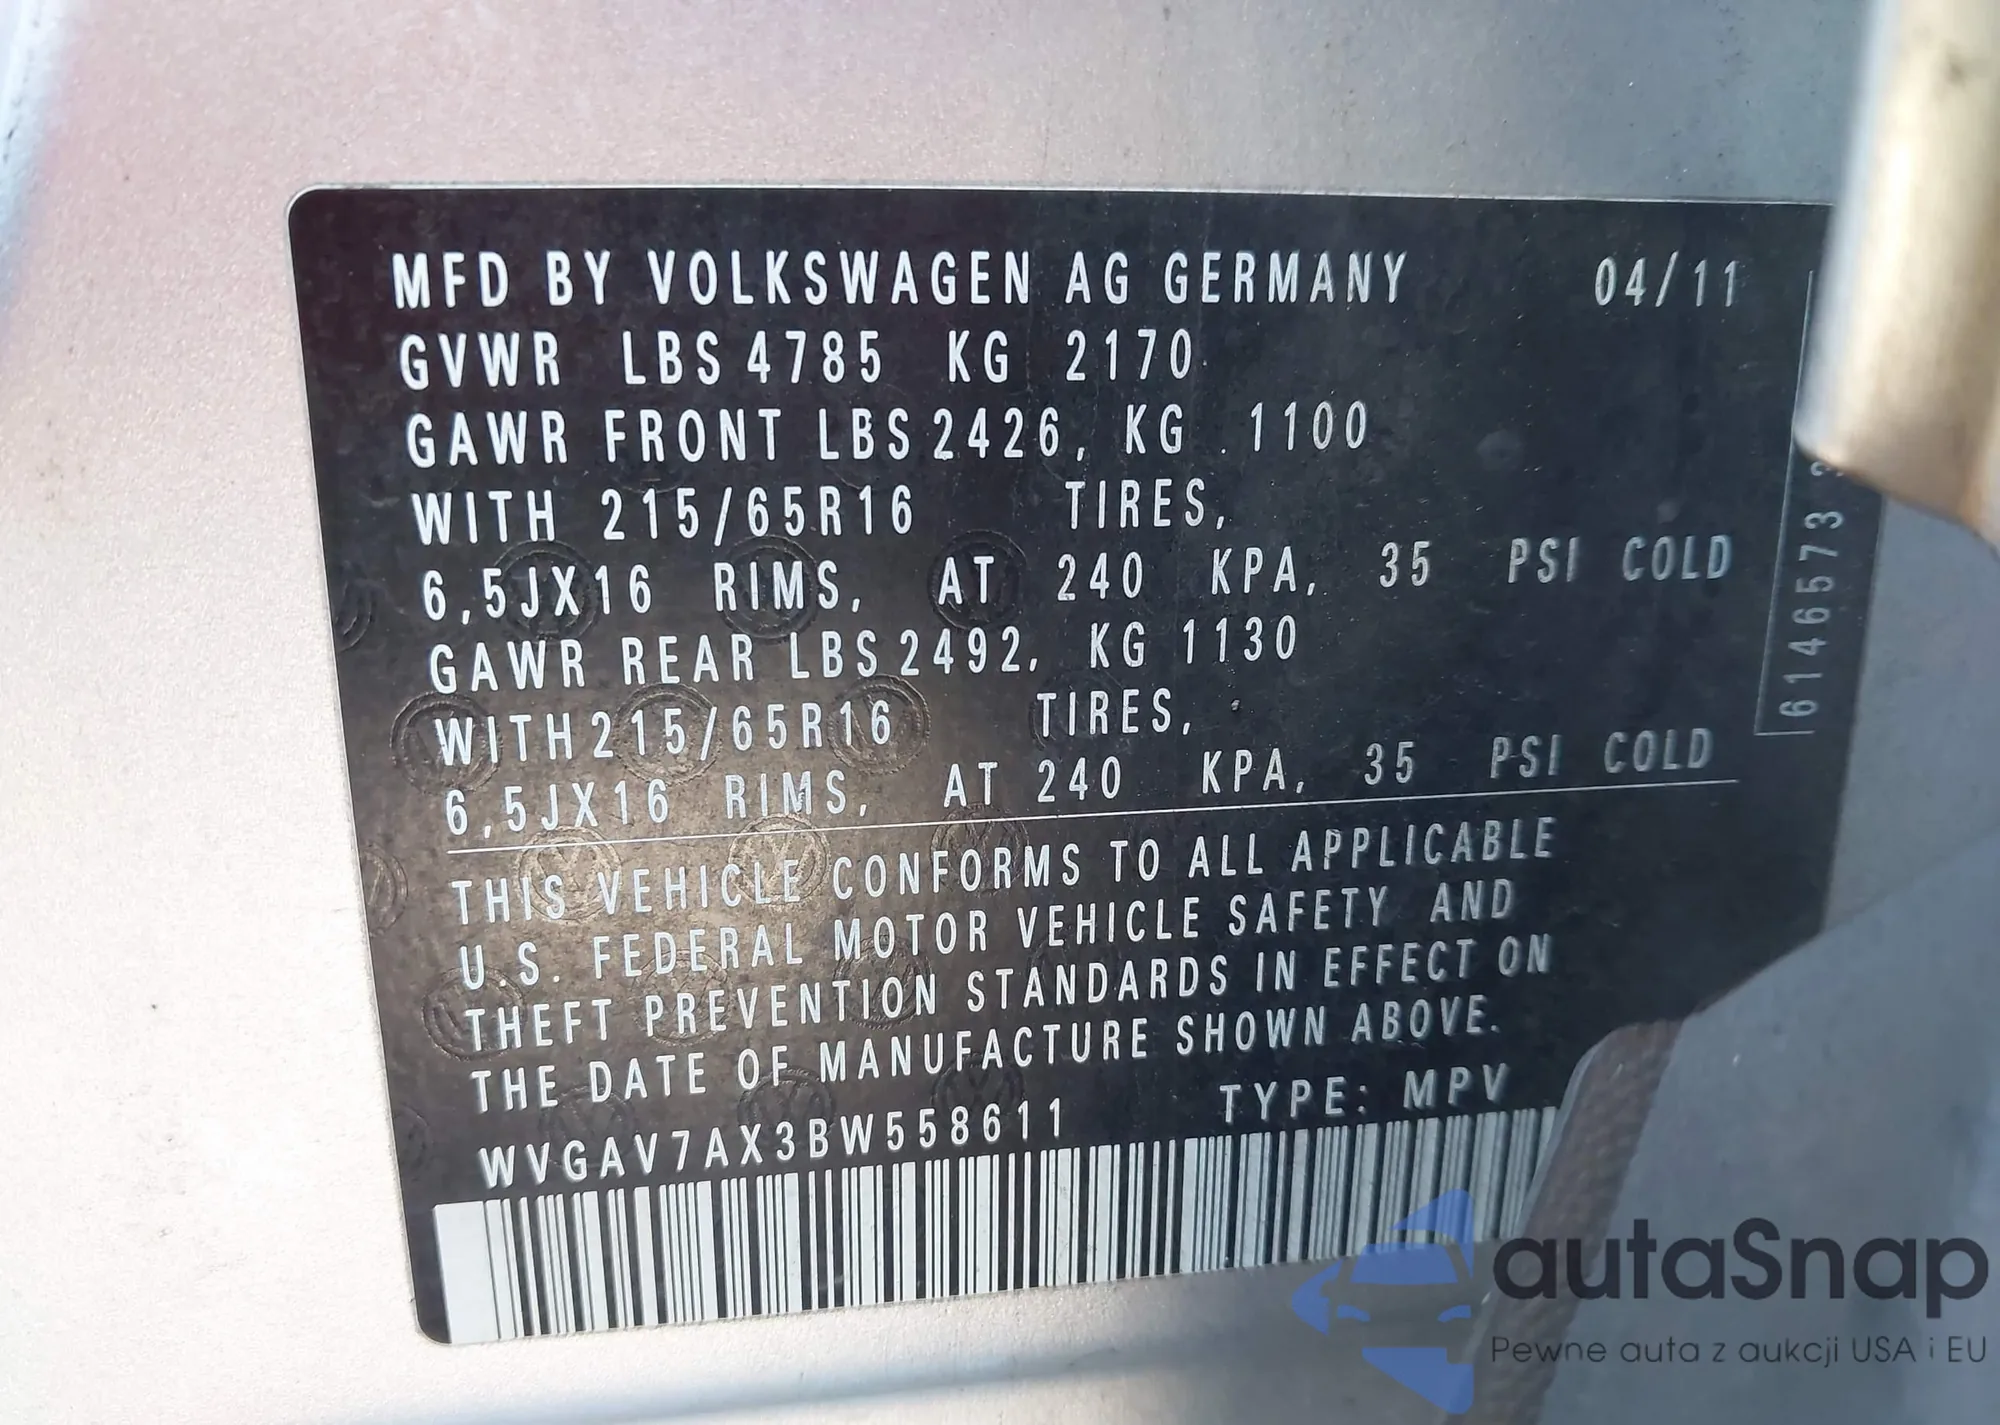 MFD BY VOLKSWAGEN AG GERMANY 04/11
GVWR LBS 4785 KG 2170
GAWR FRONT LBS 2426, KG 1100
WITH 215/65R16 TIRES,
6,5JX16 RIMS, AT 240 KPA, 35 PSI COLD
GAWR REAR LBS 2492, KG 1130
WITH 215/65R16 TIRES,
6,5JX16 RIMS, AT 240 KPA, 35 PSI COLD
THIS VEHICLE CONFORMS TO ALL APPLICABLE
U.S. FEDERAL MOTOR VEHICLE SAFETY AND
THEFT PREVENTION STANDARDS IN EFFECT ON
THE DATE OF MANUFACTURE SHOWN ABOVE.
WVGAV7AX3BW558611 TYPE: MPV
autaSnap
Pewne auta z aukcji USA i EU